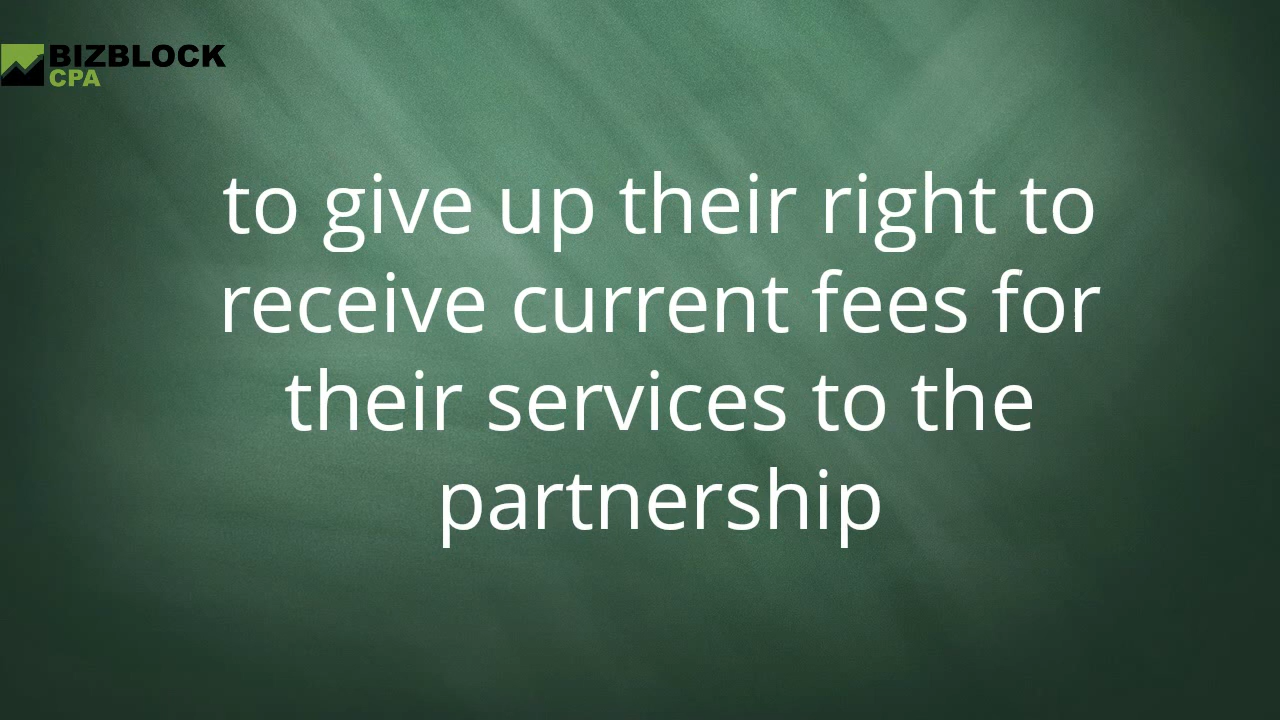 BIZBLOCK
CPA
to give up their right to
receive current fees for
their services to the
partnership